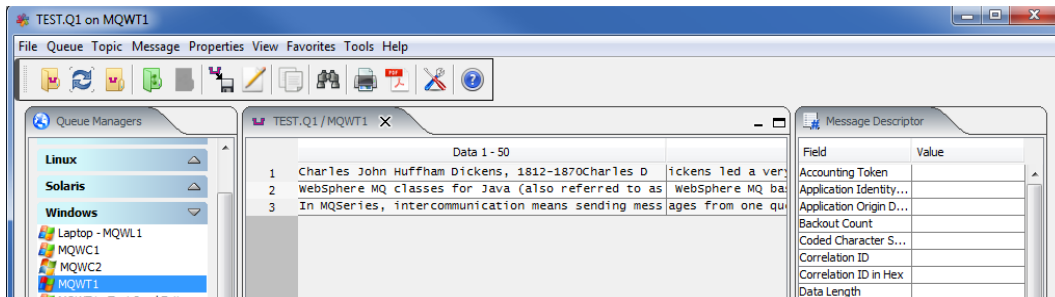 TEST.Q1 on MQWT1
File Queue Topic Message Properties View Favorites Tools Help
Queue Managers
TEST.Q1 / MQWT1
Message Descriptor
Data 1 - 50
Field Value
Linux
Solaris
Windows
Laptop - MQWL1
MQWC1
MQWC2
MQWT1
1 Charles John Huffham Dickens, 1812-1870Charles D ickens led a very
2 WebSphere MQ classes for Java (also referred to as WebSphere MQ ba
3 In MQSeries, intercommunication means sending mess ages from one qu
Accounting Token
Application Identity...
Application Origin D...
Backout Count
Coded Character S...
Correlation ID
Correlation ID in Hex
Data Length